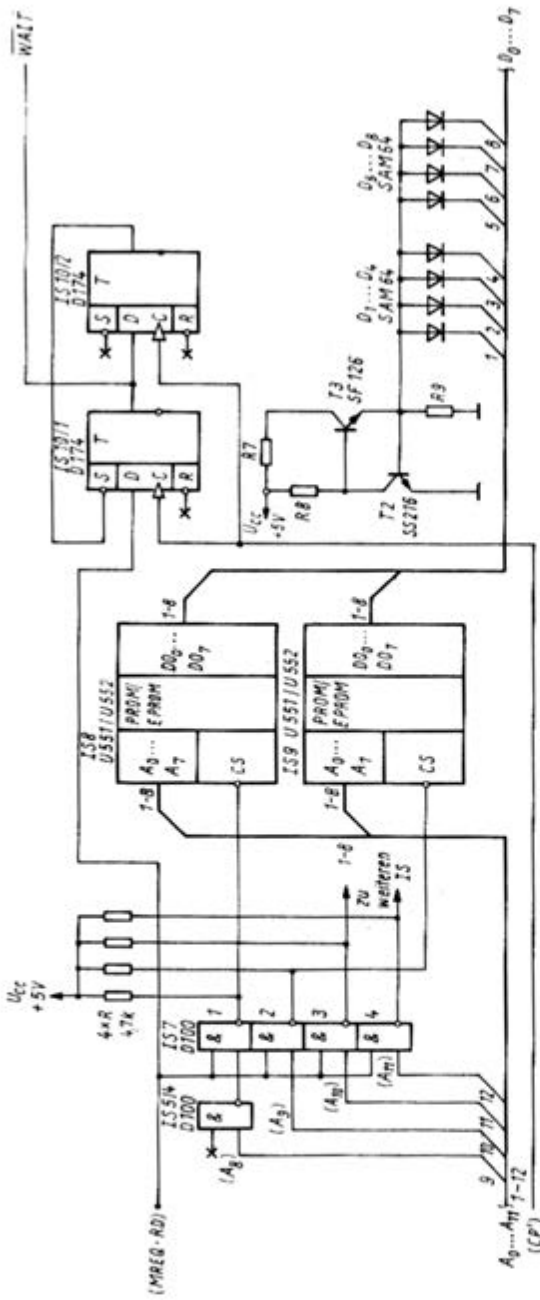 WAIT
Ucc
+5V
4×R
4,7k
IS5/4
D100
&
(A₈)
IS7
D100
& 1
& 2
& 3
& 4
(A₉)
(A₁₀)
(A₁₁)
1-8
zu
weiteren
IS
(MREQ·RD)
9
10
11
12
A₀...A₁₁ 1-12
(CP')
IS8
U551/U552
A₀...
A₇
PROM/
EPROM
DO₀...
DO₇
CS
1-8
1-8
IS9 U551/U552
A₀...
A₇
PROM/
EPROM
DO₀...
DO₇
CS
1-8
1-8
IS10/1
D174
S
D
C
R
T
IS10/2
D174
S
D
C
R
T
Ucc
+5V
R7
R8
T3
SF126
T2
SS216
R9
D₁...D₄
SAM64
D₅...D₈
SAM64
1
2
3
4
5
6
7
8
D₀...D₇